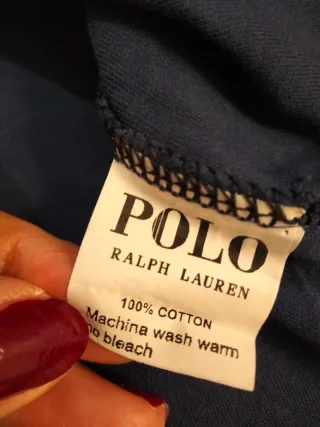 POLO
RALPH LAUREN
100% COTTON
Machina wash warm
no bleach